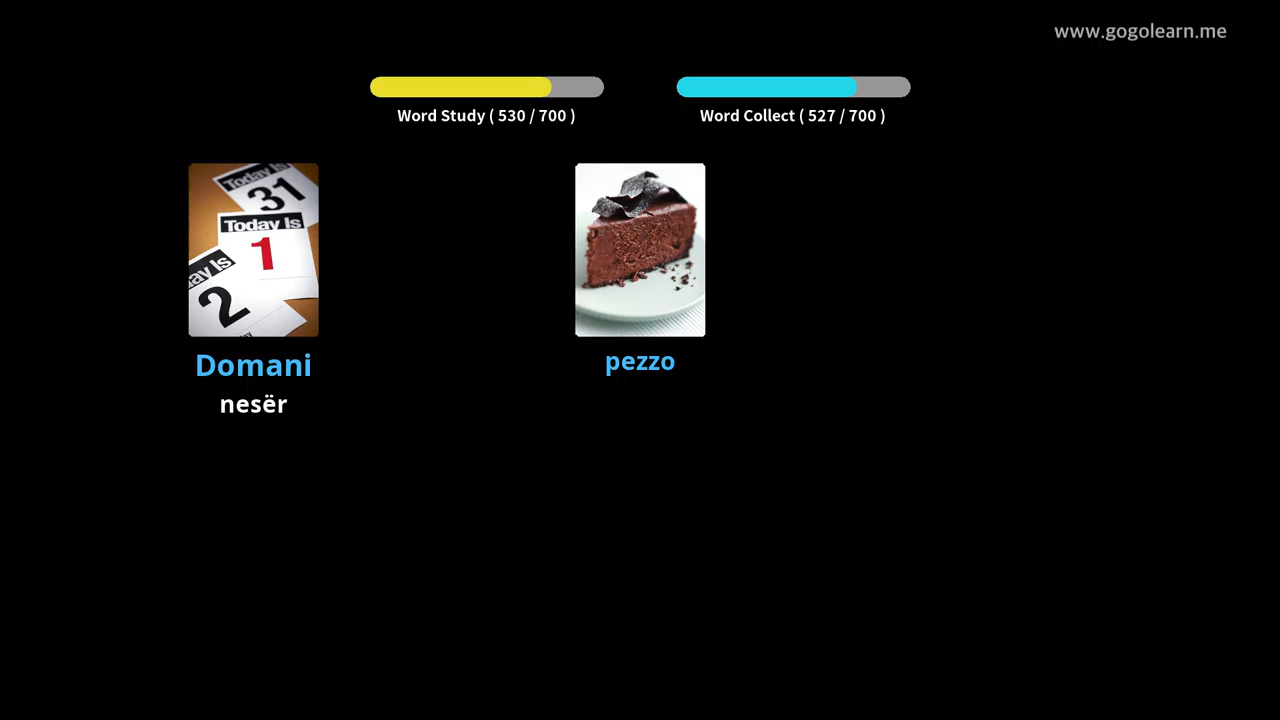 www.gogolearn.me
Word Study ( 530 / 700 )
Word Collect ( 527 / 700 )
Today Is
31
Today Is
1
ay Is
2
Domani
nesër
pezzo